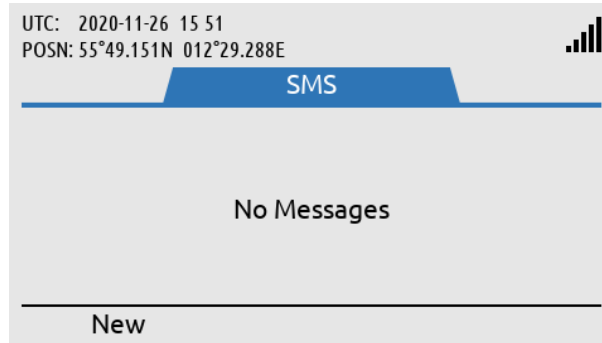 UTC: 2020-11-26 15 51
POSN: 55°49.151N 012°29.288E
SMS
No Messages
New